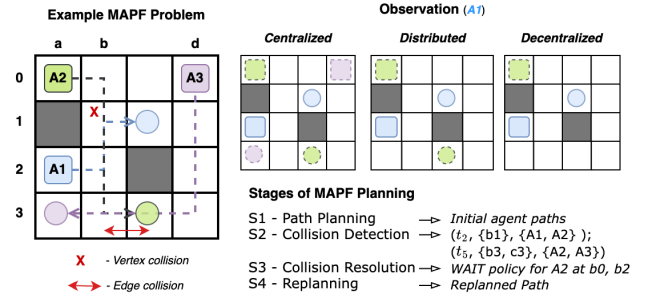 Example MAPF Problem
a b d
0 A2 A3
1 X
2 A1
3
X - Vertex collision
- Edge collision
Observation (A1)
Centralized Distributed Decentralized
Stages of MAPF Planning
S1 - Path Planning Initial agent paths
S2 - Collision Detection (t₂, {b1}, {A1, A2} );
(t₅, {b3, c3}, {A2, A3})
S3 - Collision Resolution WAIT policy for A2 at b0, b2
S4 - Replanning Replanned Path